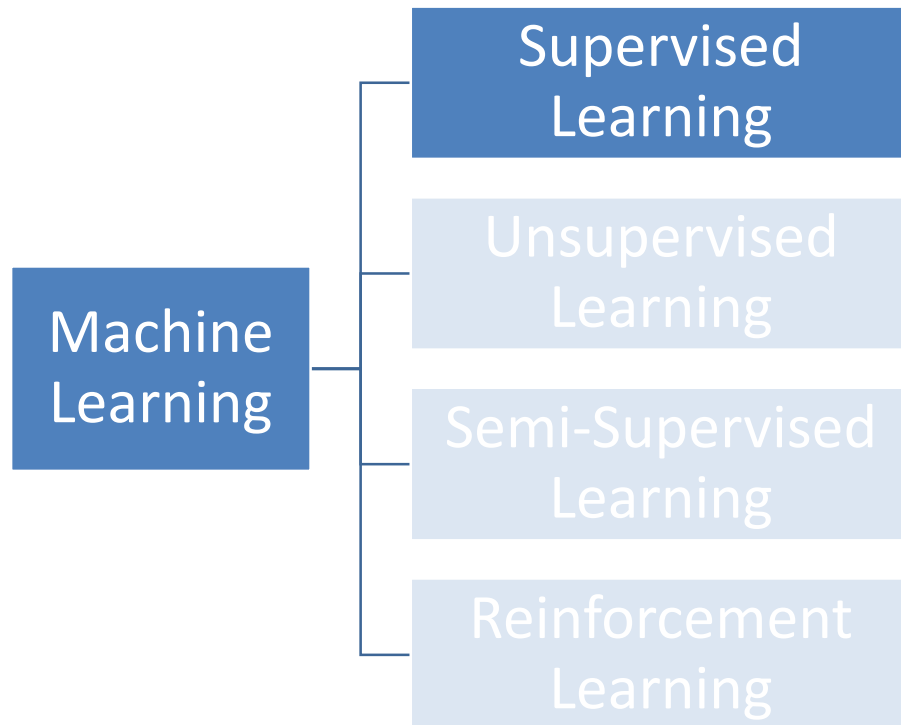 Machine
Learning
Supervised
Learning
Unsupervised
Learning
Semi-Supervised
Learning
Reinforcement
Learning